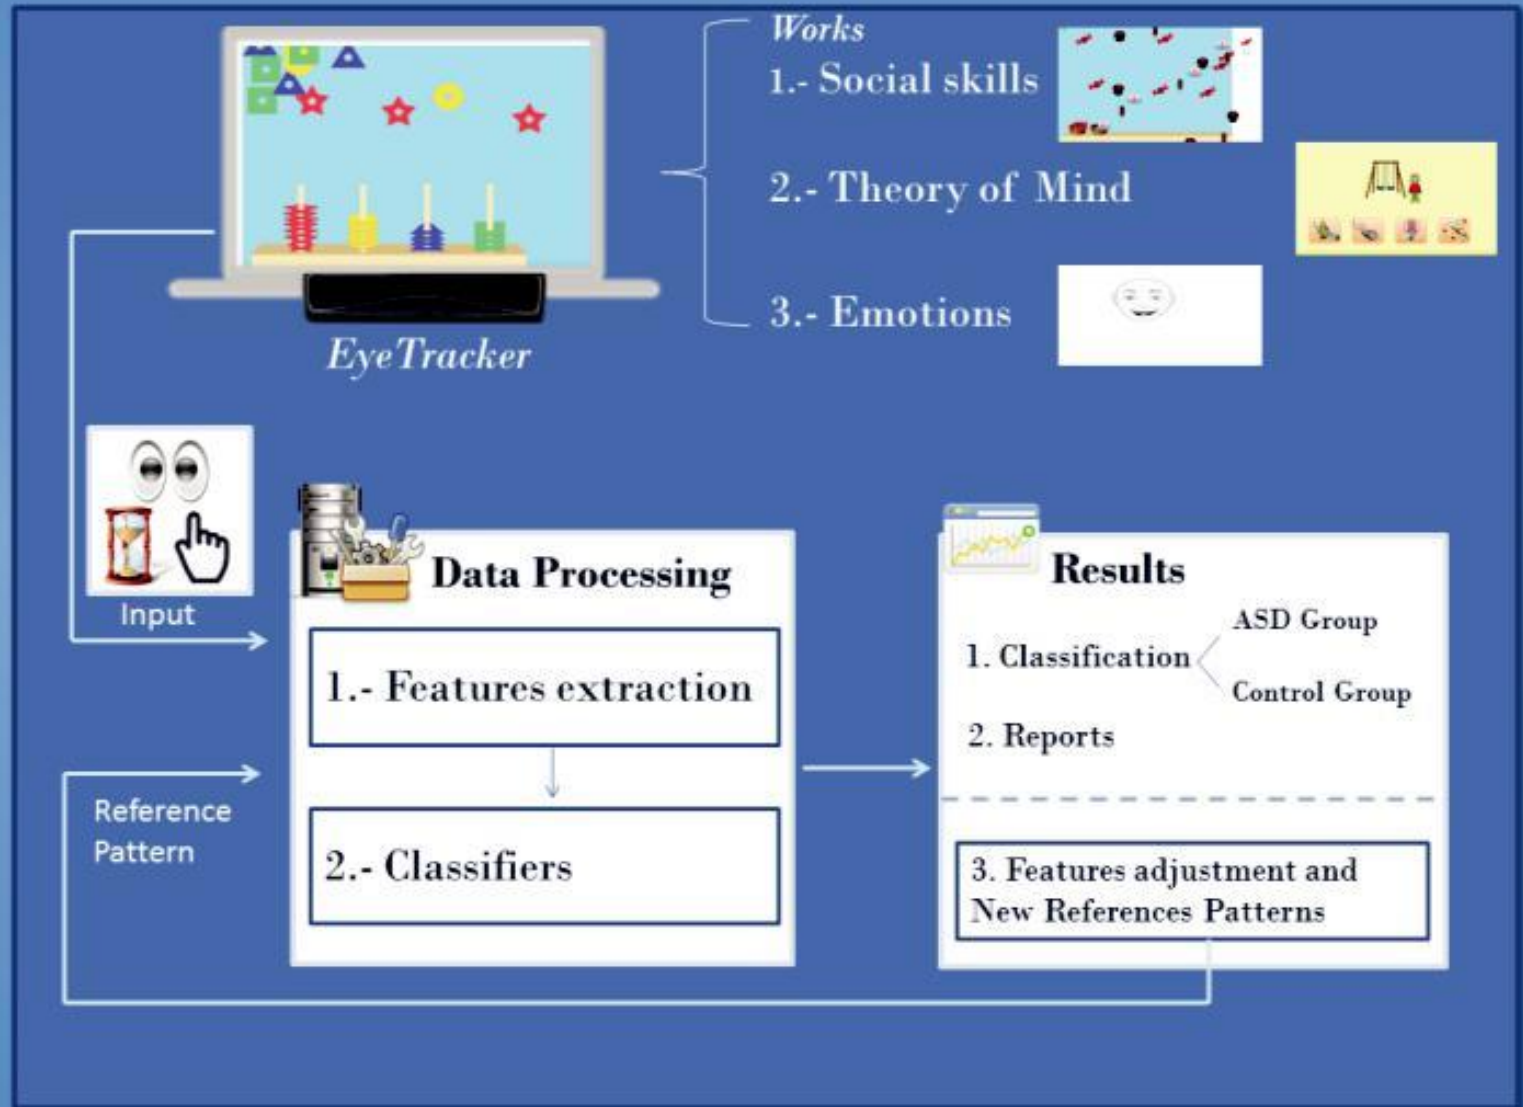 Works
1.- Social skills
2.- Theory of Mind
3.- Emotions
EyeTracker
Input
Data Processing
1.- Features extraction
2.- Classifiers
Reference
Pattern
Results
1. Classification
ASD Group
Control Group
2. Reports
3. Features adjustment and
New References Patterns